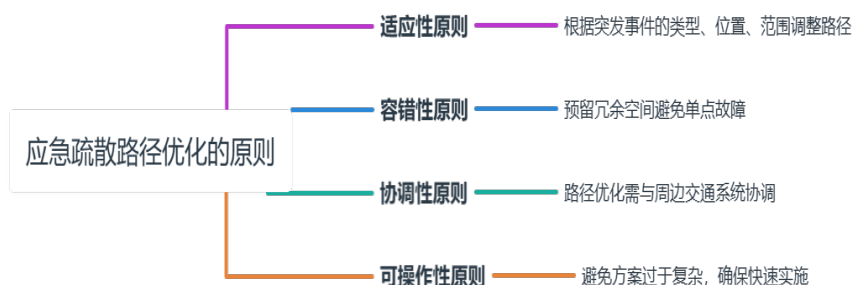 适应性原则
根据突发事件的类型、位置、范围调整路径
容错性原则
预留冗余空间避免单点故障
应急疏散路径优化的原则
协调性原则
路径优化需与周边交通系统协调
可操作性原则
避免方案过于复杂，确保快速实施